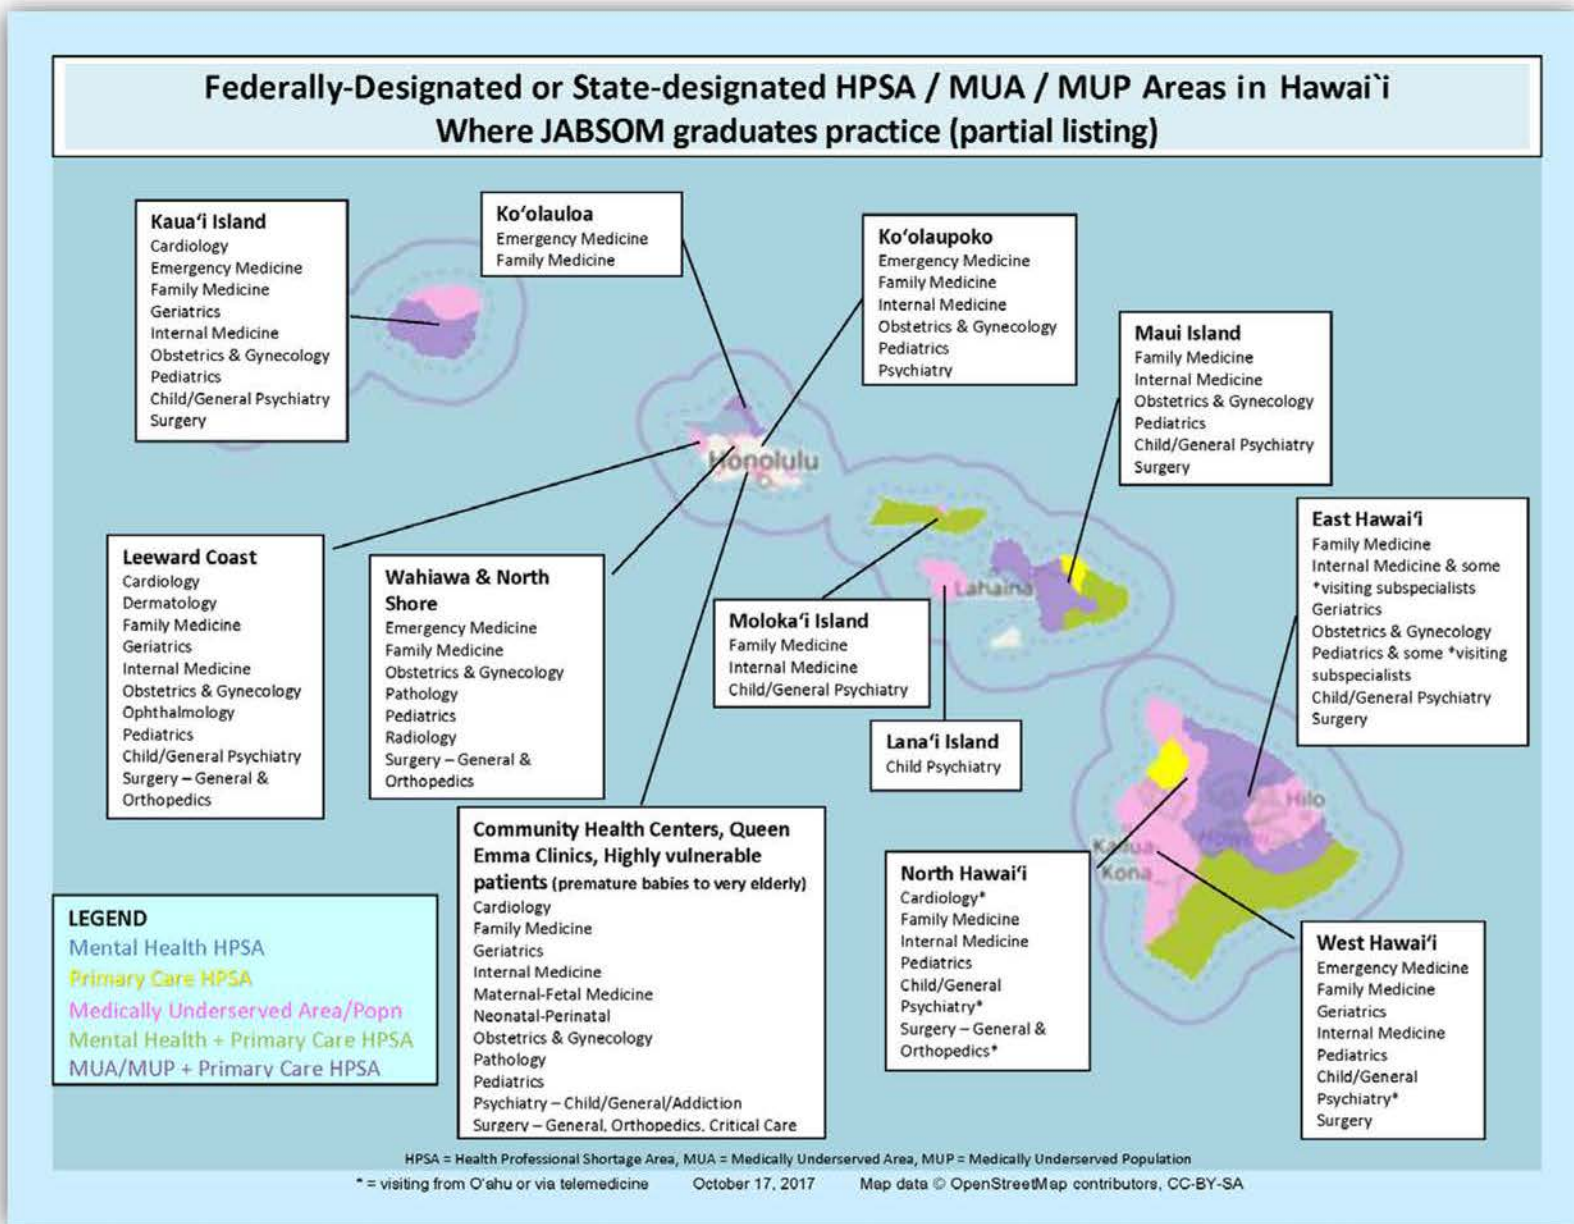 Federally-Designated or State-designated HPSA / MUA / MUP Areas in Hawai`i
Where JABSOM graduates practice (partial listing)
Kaua‘i Island
Cardiology
Emergency Medicine
Family Medicine
Geriatrics
Internal Medicine
Obstetrics & Gynecology
Pediatrics
Child/General Psychiatry
Surgery
Ko‘olauloa
Emergency Medicine
Family Medicine
Ko‘olaupoko
Emergency Medicine
Family Medicine
Internal Medicine
Obstetrics & Gynecology
Pediatrics
Psychiatry
Maui Island
Family Medicine
Internal Medicine
Obstetrics & Gynecology
Pediatrics
Child/General Psychiatry
Surgery
Honolulu
Lahaina
East Hawai‘i
Family Medicine
Internal Medicine & some
*visiting subspecialists
Geriatrics
Obstetrics & Gynecology
Pediatrics & some *visiting
subspecialists
Child/General Psychiatry
Surgery
Leeward Coast
Cardiology
Dermatology
Family Medicine
Geriatrics
Internal Medicine
Obstetrics & Gynecology
Ophthalmology
Pediatrics
Child/General Psychiatry
Surgery – General &
Orthopedics
Wahiawa & North
Shore
Emergency Medicine
Family Medicine
Obstetrics & Gynecology
Pathology
Pediatrics
Radiology
Surgery – General &
Orthopedics
Moloka‘i Island
Family Medicine
Internal Medicine
Child/General Psychiatry
Lana‘i Island
Child Psychiatry
Hilo
Kailua
Kona
Community Health Centers, Queen
Emma Clinics, Highly vulnerable
patients (premature babies to very elderly)
Cardiology
Family Medicine
Geriatrics
Internal Medicine
Maternal-Fetal Medicine
Neonatal-Perinatal
Obstetrics & Gynecology
Pathology
Pediatrics
Psychiatry – Child/General/Addiction
Surgery – General, Orthopedics, Critical Care
North Hawai‘i
Cardiology*
Family Medicine
Internal Medicine
Pediatrics
Child/General
Psychiatry*
Surgery – General &
Orthopedics*
West Hawai‘i
Emergency Medicine
Family Medicine
Geriatrics
Internal Medicine
Pediatrics
Child/General
Psychiatry*
Surgery
LEGEND
Mental Health HPSA
Primary Care HPSA
Medically Underserved Area/Popn
Mental Health + Primary Care HPSA
MUA/MUP + Primary Care HPSA
HPSA = Health Professional Shortage Area, MUA = Medically Underserved Area, MUP = Medically Underserved Population
* = visiting from O'ahu or via telemedicine October 17, 2017 Map data © OpenStreetMap contributors, CC-BY-SA